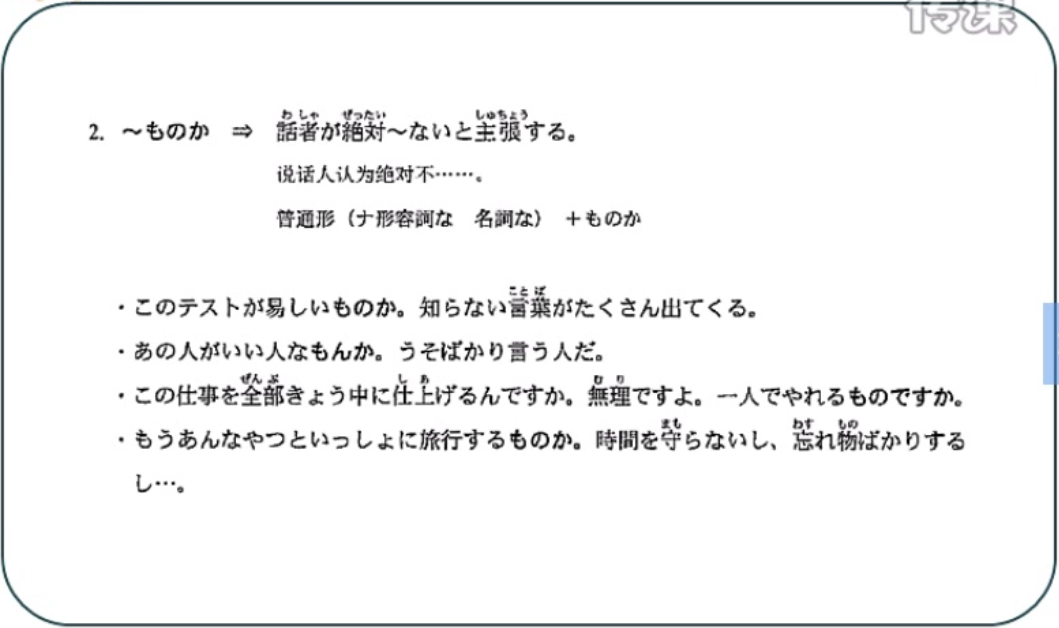 传课
2. ～ものか ⇒ 話者が絶対～ないと主張する。
说话人认为绝对不……。
普通形（ナ形容詞な 名詞な）＋ものか
・このテストが易しいものか。知らない言葉がたくさん出てくる。
・あの人がいい人なもんか。うそばかり言う人だ。
・この仕事を全部きょう中に仕上げるんですか。無理ですよ。一人でやれるものですか。
・もうあんなやつといっしょに旅行するものか。時間を守らないし、忘れ物ばかりする
し…。